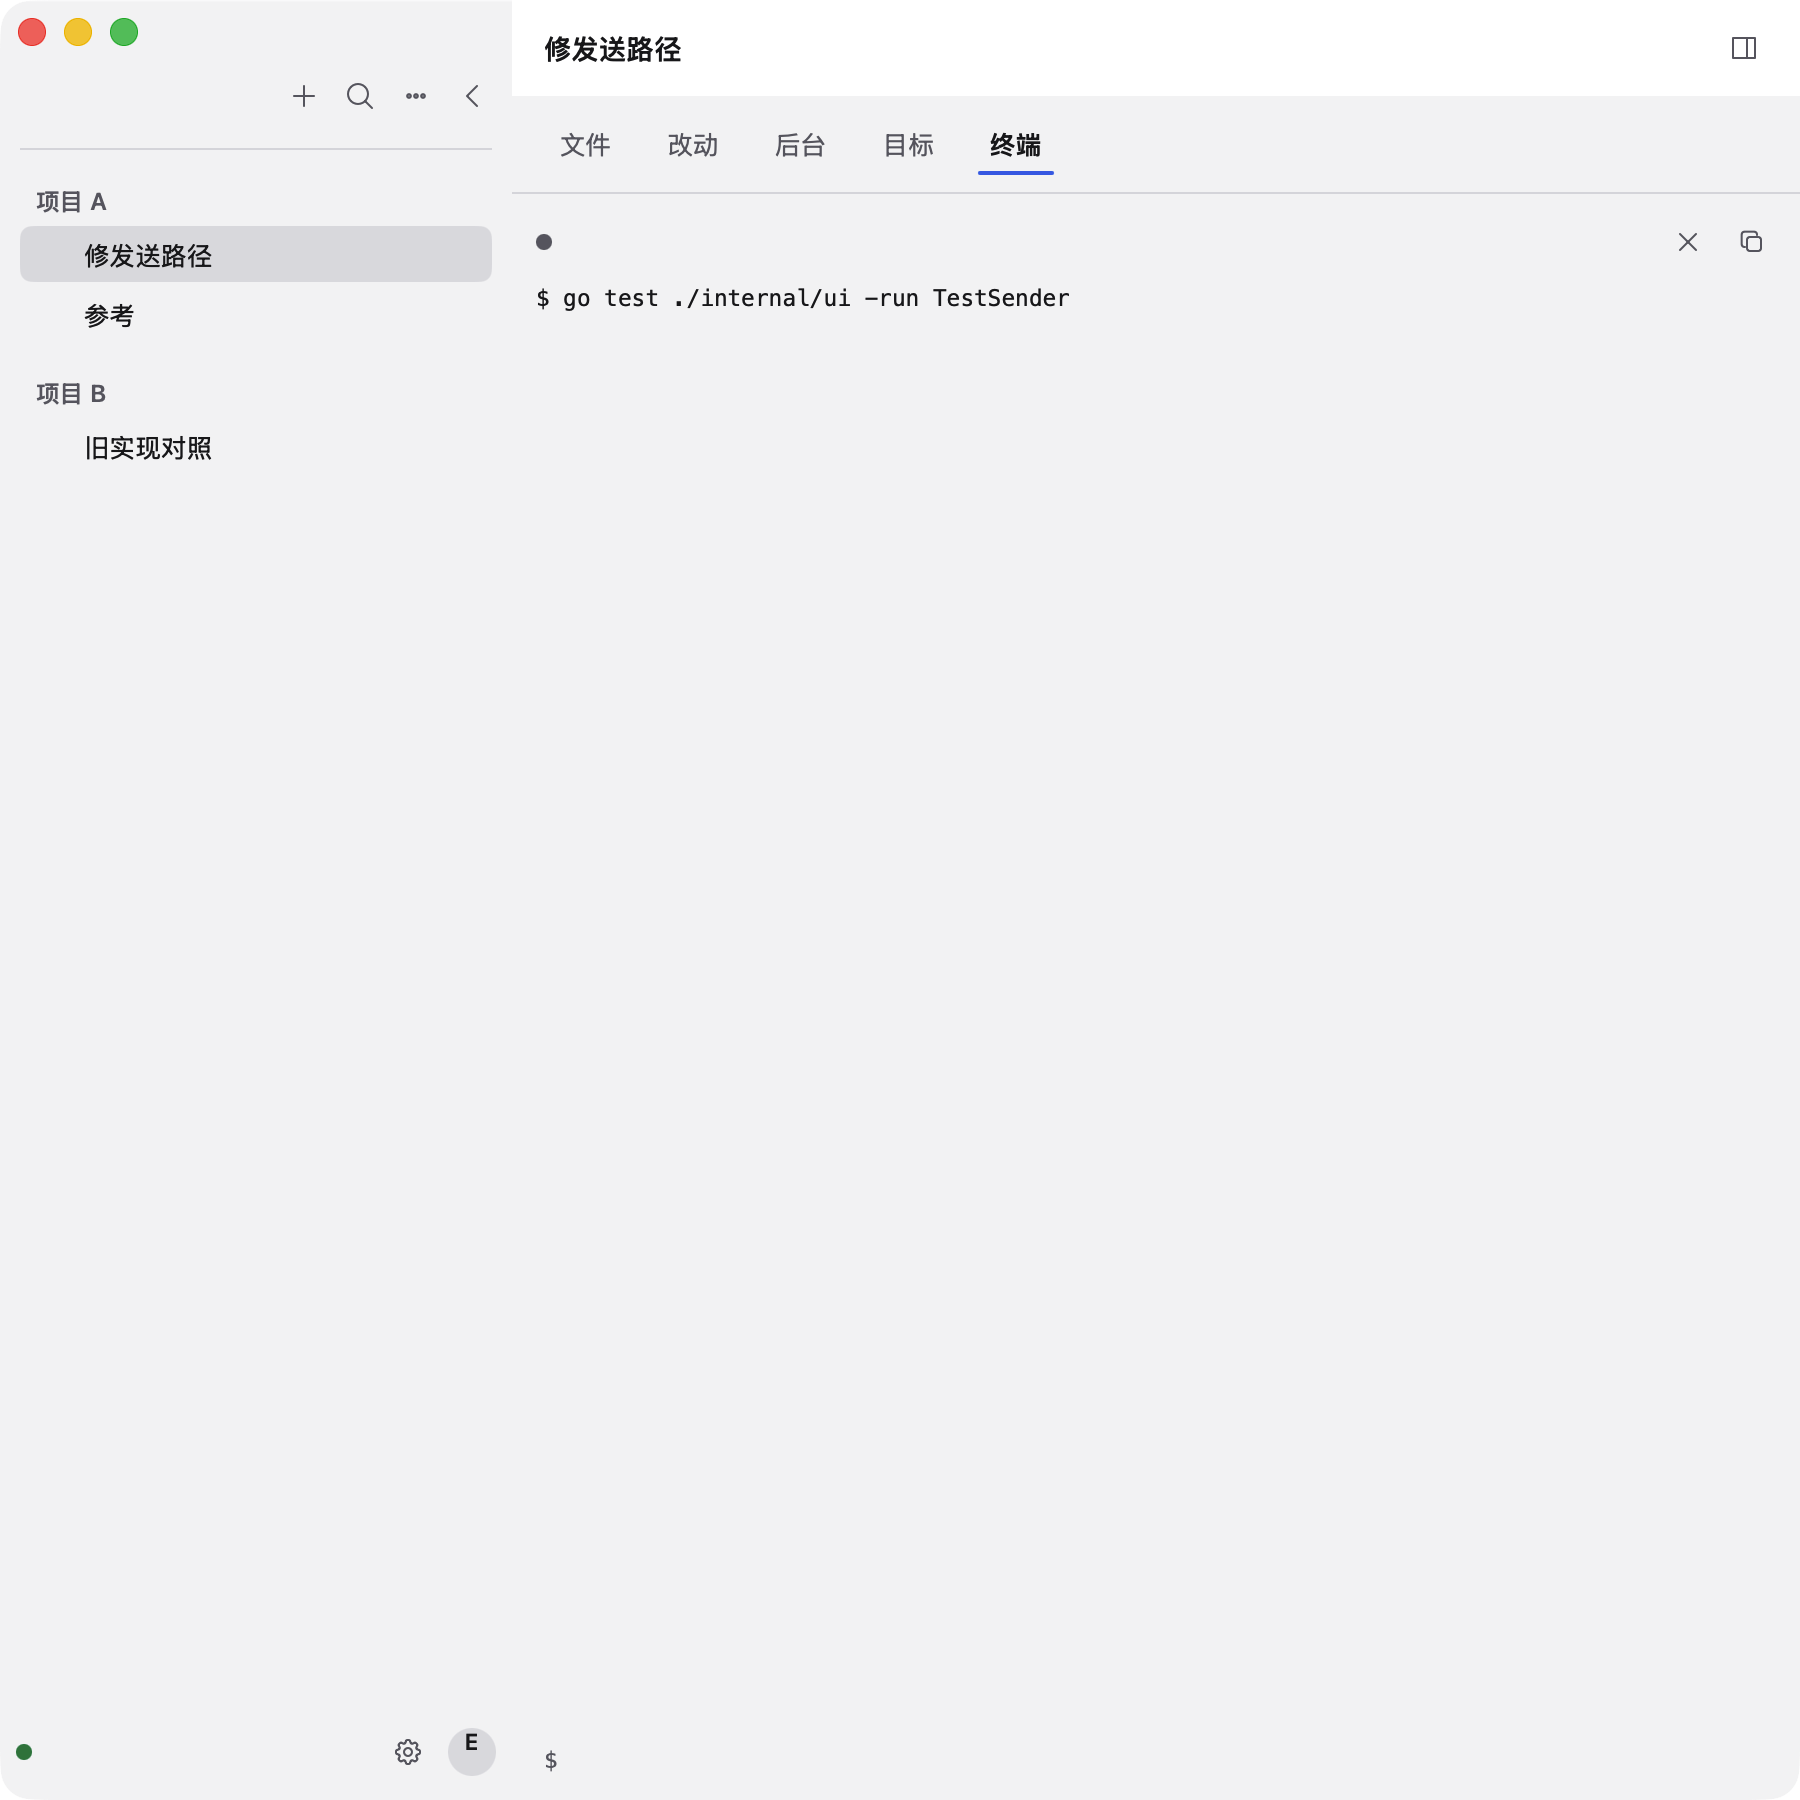 修发送路径
文件 改动 后台 目标 终端
项目 A
修发送路径
参考
项目 B
旧实现对照
$ go test ./internal/ui -run TestSender
E
$